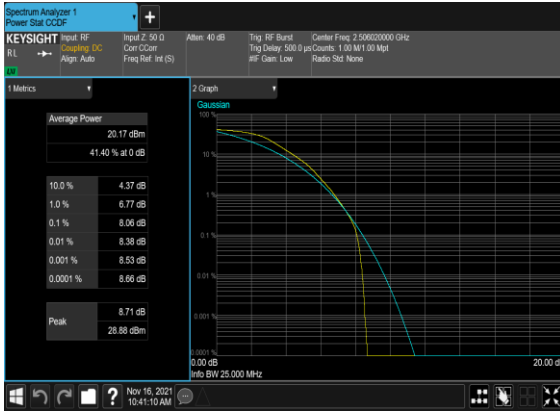 Spectrum Analyzer 1
Power Stat CCDF
+
KEYSIGHT
RL
Input: RF
Coupling: DC
Align: Auto
Input Z: 50 Ω
Corr CCorr
Freq Ref: Int (S)
Atten: 40 dB
Trig: RF Burst
Trig Delay: 500.0 µs
#IF Gain: Low
Center Freq: 2.506020000 GHz
Counts: 1.00 M/1.00 Mpt
Radio Std: None
1 Metrics
Average Power
20.17 dBm
41.40 % at 0 dB
10.0 % 4.37 dB
1.0 % 6.77 dB
0.1 % 8.06 dB
0.01 % 8.38 dB
0.001 % 8.53 dB
0.0001 % 8.66 dB
Peak
8.71 dB
28.88 dBm
2 Graph
Gaussian
100 %
10 %
1 %
0.1 %
0.01 %
0.001 %
0.0001 %
0.00 dB
20.00 d
Info BW 25.000 MHz
?
Nov 16, 2021
10:41:10 AM